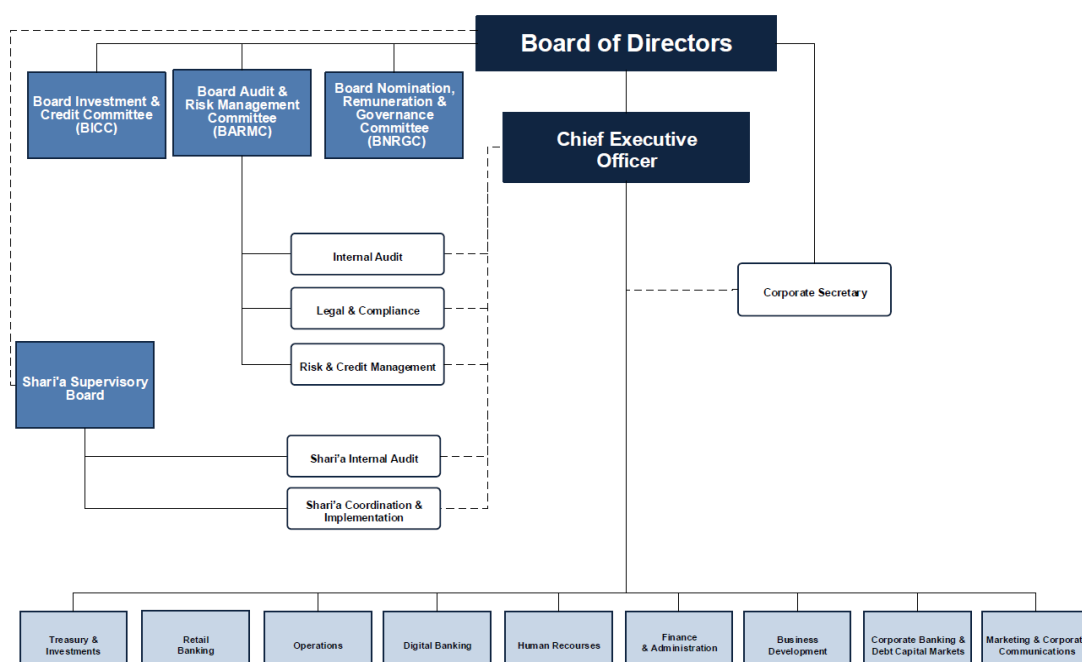 Board of Directors
Board Investment &
Credit Committee
(BICC)
Board Audit &
Risk Management
Committee
(BARMC)
Board Nomination,
Remuneration &
Governance
Committee
(BNRGC)
Chief Executive
Officer
Internal Audit
Corporate Secretary
Legal & Compliance
Risk & Credit Management
Shari'a Supervisory
Board
Shari'a Internal Audit
Shari'a Coordination &
Implementation
Treasury &
Investments
Retail
Banking
Operations
Digital Banking
Human Recourses
Finance
& Administration
Business
Development
Corporate Banking &
Debt Capital Markets
Marketing & Corporate
Communications